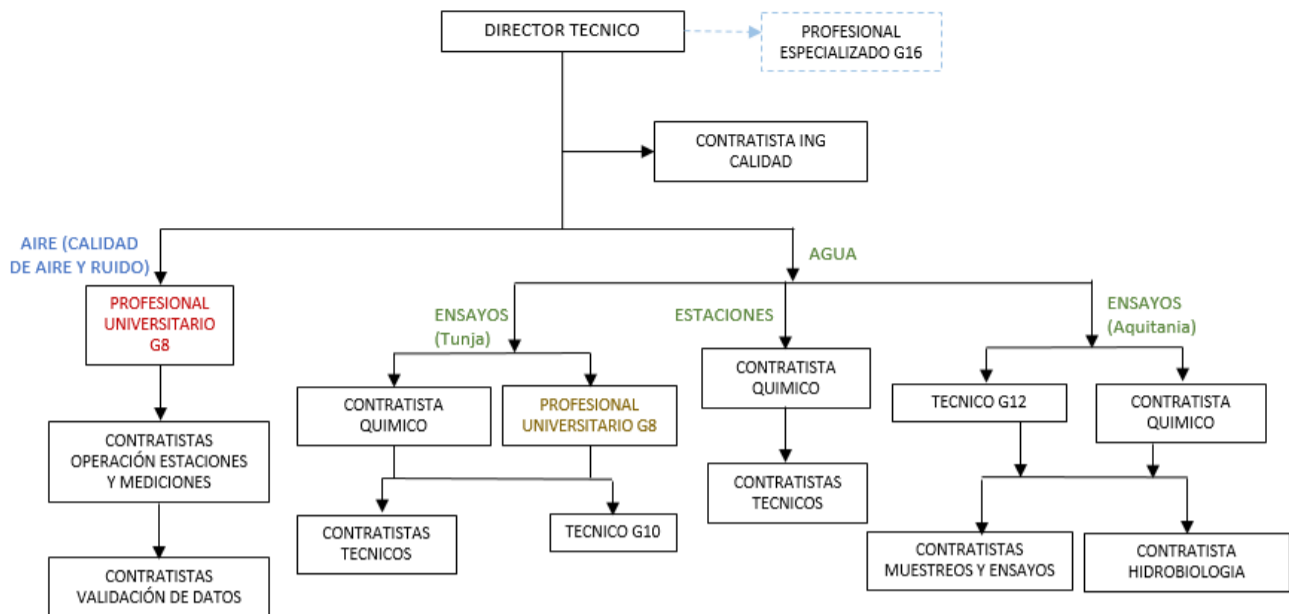 DIRECTOR TECNICO
PROFESIONAL
ESPECIALIZADO G16
CONTRATISTA ING
CALIDAD
AIRE (CALIDAD
DE AIRE Y RUIDO)
AGUA
PROFESIONAL
UNIVERSITARIO
G8
ENSAYOS
(Tunja)
ESTACIONES
ENSAYOS
(Aquitania)
CONTRATISTA
QUIMICO
PROFESIONAL
UNIVERSITARIO G8
CONTRATISTA
QUIMICO
TECNICO G12
CONTRATISTA
QUIMICO
CONTRATISTAS
OPERACIÓN ESTACIONES
Y MEDICIONES
CONTRATISTAS
TECNICOS
TECNICO G10
CONTRATISTAS
TECNICOS
CONTRATISTAS
MUESTREOS Y ENSAYOS
CONTRATISTA
HIDROBIOLOGIA
CONTRATISTAS
VALIDACIÓN DE DATOS